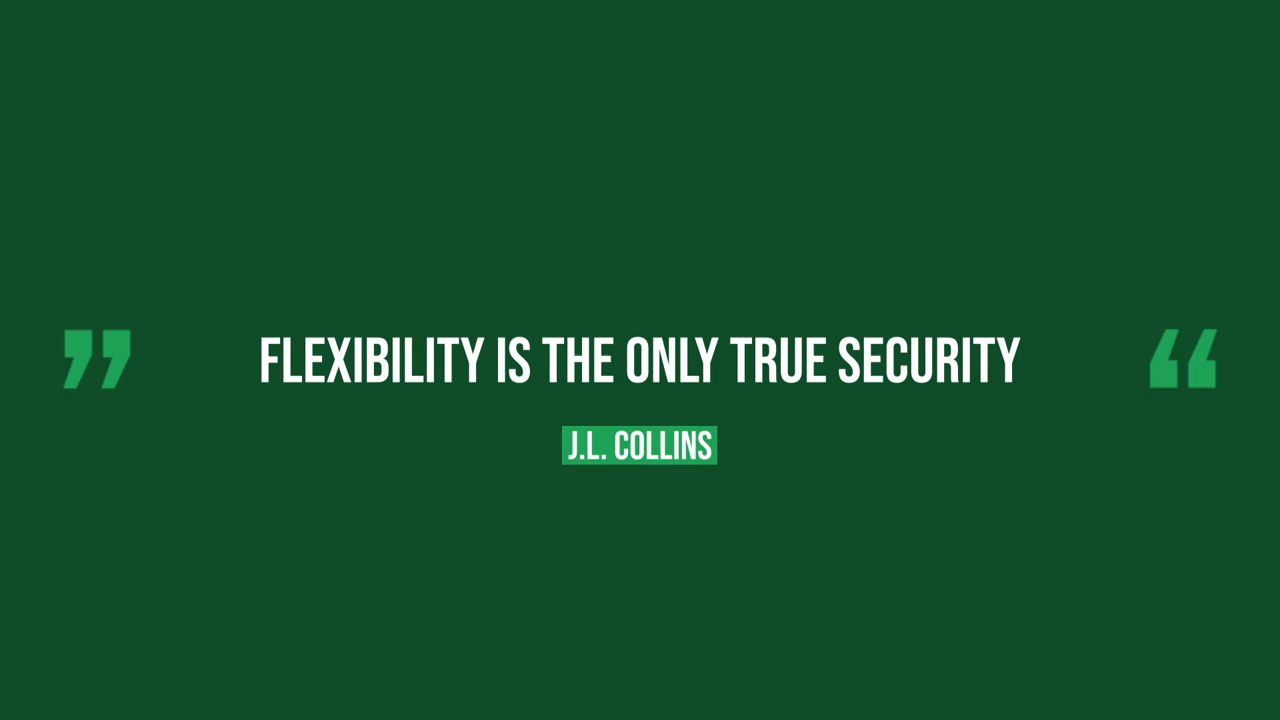 ” FLEXIBILITY IS THE ONLY TRUE SECURITY “
J.L. COLLINS